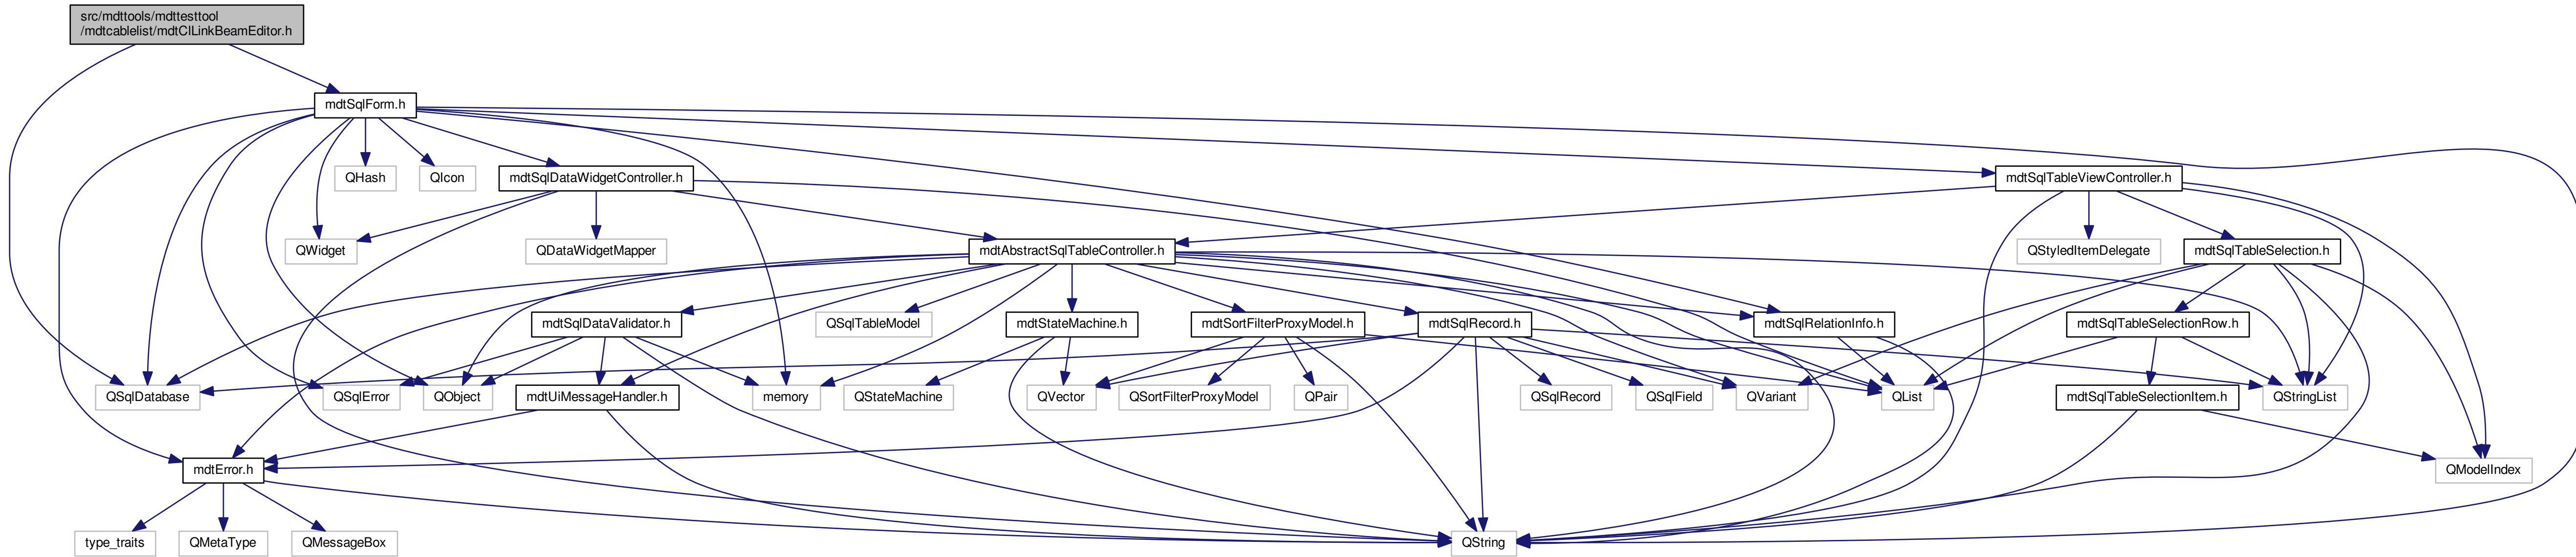 src/mdttools/mdttesttool
/mdtcablelist/mdtClLinkBeamEditor.h
mdtSqlForm.h
QHash
QIcon
mdtSqlDataWidgetController.h
mdtSqlTableViewController.h
QWidget
QDataWidgetMapper
mdtAbstractSqlTableController.h
QStyledItemDelegate
mdtSqlTableSelection.h
mdtSqlDataValidator.h
QSqlTableModel
mdtStateMachine.h
mdtSortFilterProxyModel.h
mdtSqlRecord.h
mdtSqlRelationInfo.h
mdtSqlTableSelectionRow.h
QSqlDatabase
QSqlError
QObject
mdtUiMessageHandler.h
memory
QStateMachine
QVector
QSortFilterProxyModel
QPair
QSqlRecord
QSqlField
QVariant
QList
mdtSqlTableSelectionItem.h
QStringList
mdtError.h
QModelIndex
type_traits
QMetaType
QMessageBox
QString